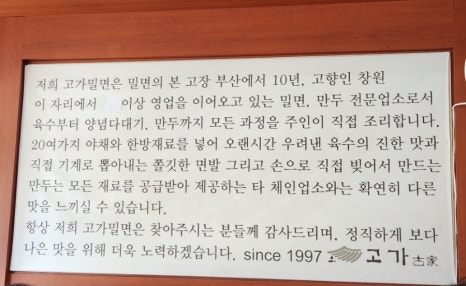 저희 고가밀면은 밀면의 본 고장 부산에서 10년, 고향인 창원
이 자리에서 이상 영업을 이어오고 있는 밀면, 만두 전문업소로서
육수부터 양념다대기, 만두까지 모든 과정을 주인이 직접 조리합니다.
20여가지 야채와 한방재료를 넣어 오랜시간 우려낸 육수의 진한 맛과
직접 기계로 뽑아내는 쫄깃한 면발 그리고 손으로 직접 빚어서 만드는
만두는 모든 재료를 공급받아 제공하는 타 체인업소와는 확연히 다른
맛을 느끼실 수 있습니다.
항상 저희 고가밀면은 찾아주시는 분들께 감사드리며, 정직하게 보다
나은 맛을 위해 더욱 노력하겠습니다. since 1997 고가 古家